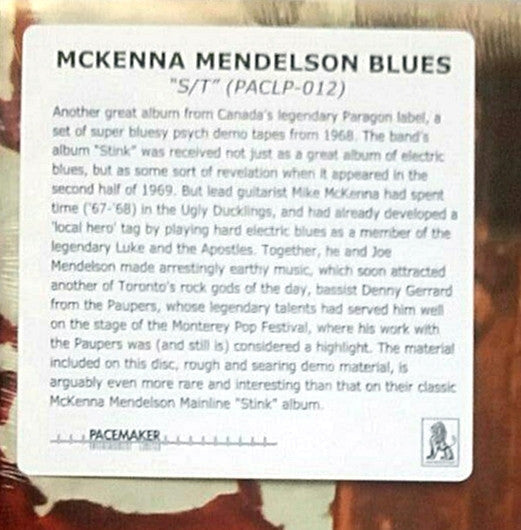 MCKENNA MENDELSON BLUES
"S/T" (PACLP-012)
Another great album from Canada's legendary Paragon label, a
set of super bluesy psych demo tapes from 1968. The band's
album "Stink" was received not just as a great album of electric
blues, but as some sort of revelation when it appeared in the
second half of 1969. But lead guitarist Mike McKenna had spent
time ('67-'68) in the Ugly Ducklings, and had already developed a
'local hero' tag by playing hard electric blues as a member of the
legendary Luke and the Apostles. Together, he and Joe
Mendelson made arrestingly earthy music, which soon attracted
another of Toronto's rock gods of the day, bassist Denny Gerrard
from the Paupers, whose legendary talents had served him well
on the stage of the Monterey Pop Festival, where his work with
the Paupers was (and still is) considered a highlight. The material
included on this disc, rough and searing demo material, is
arguably even more rare and interesting than that on their classic
McKenna Mendelson Mainline "Stink" album.
PACEMAKER